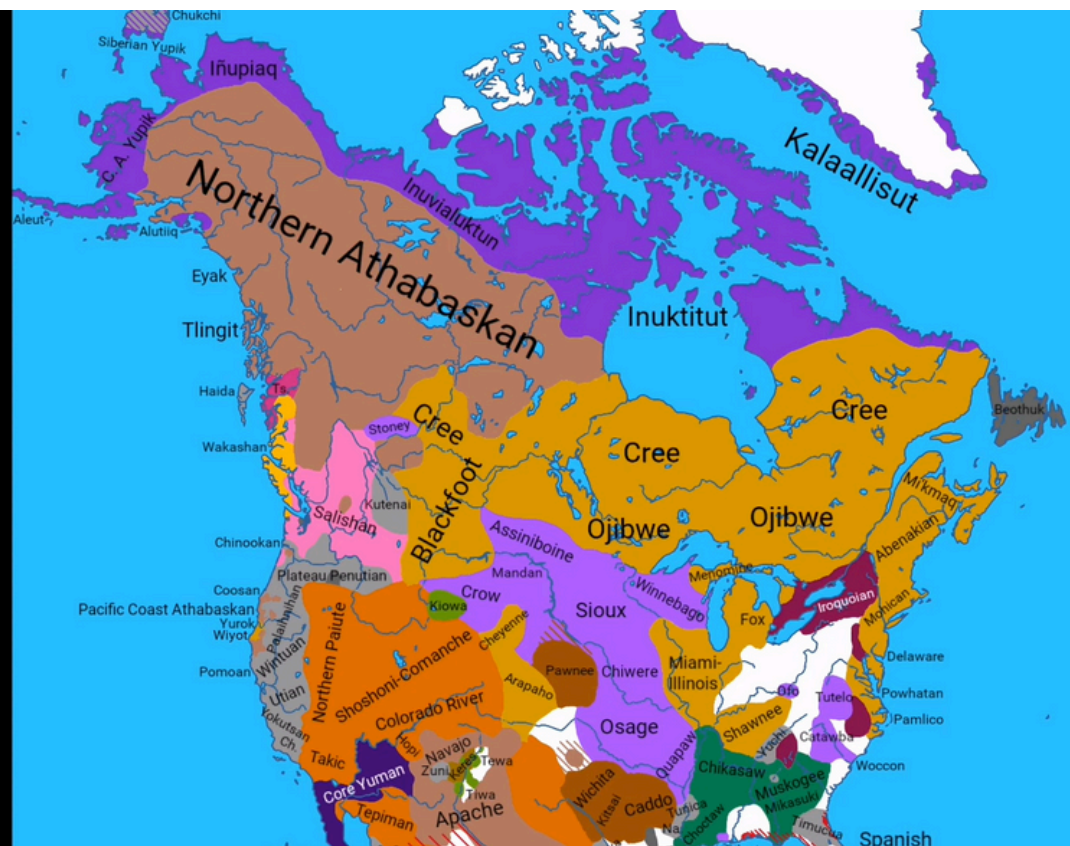 Chukchi
Siberian Yupik
Iñupiaq
C. A. Yupik
Kalaallisut
Northern Athabaskan
Inuvialuktun
Aleut
Alutiiq
Eyak
Inuktitut
Tlingit
Haida
Ts.
Cree
Cree
Cree
Beothuk
Stoney
Wakashan
Mi'kmaq
Kutenai
Blackfoot
Salishan
Ojibwe
Ojibwe
Abenakian
Assiniboine
Chinookan
Mandan
Menominee
Plateau Penutian
Winnebago
Crow
Coosan
Kiowa
Sioux
Iroquoian
Pacific Coast Athabaskan
Palaihnihan
Mohican
Yurok
Fox
Wiyot
Cheyenne
Northern Paiute
Wintuan
Shoshoni-Comanche
Delaware
Pomoan
Pawnee
Chiwere
Miami-
Illinois
Arapaho
Utian
Ofo
Tutelo
Powhatan
Colorado River
Pamlico
Osage
Shawnee
Yokutsan
Catawba
Ch.
Hopi
Navajo
Yuchi
Takic
Zuni
Keres
Tewa
Quapaw
Woccon
Core Yuman
Chikasaw
Wichita
Muskogee
Tiwa
Kitsai
Caddo
Mikasuki
Tepiman
Apache
Tunica
Na.
Choctaw
Timucua
Spanish